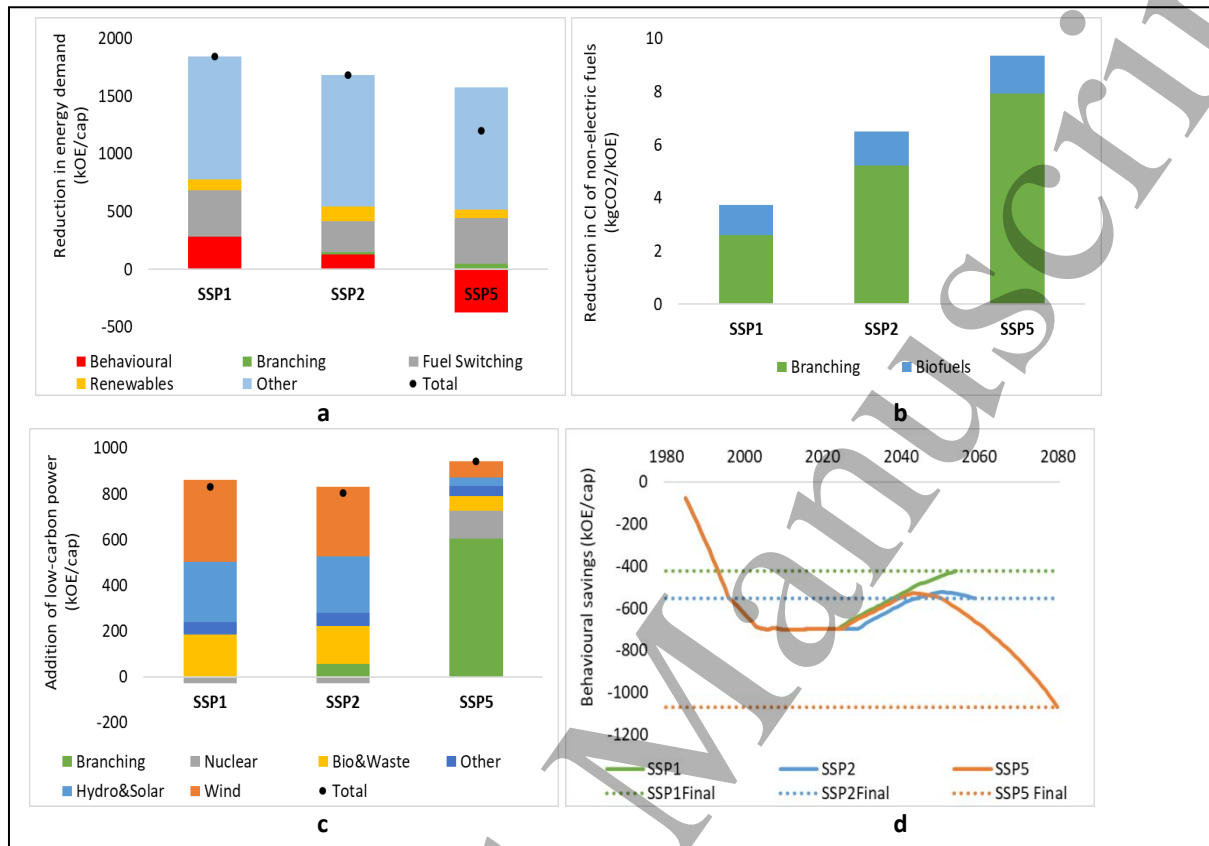 2000
1500
1000
500
0
-500
Reduction in energy demand
(kOE/cap)
SSP1
SSP2
SSP5
Behavioural
Branching
Fuel Switching
Renewables
Other
Total
a
10
8
6
4
2
0
Reduction in CI of non-electric fuels
(kgCO2/kOE)
SSP1
SSP2
SSP5
Branching
Biofuels
b
1000
800
600
400
200
0
-200
Addition of low-carbon power
(kOE/cap)
SSP1
SSP2
SSP5
Branching
Nuclear
Bio&Waste
Other
Hydro&Solar
Wind
Total
c
1980
2000
2020
2040
2060
2080
0
-200
-400
-600
-800
-1000
-1200
Behavioural savings (kOE/cap)
SSP1
SSP2
SSP5
SSP1Final
SSP2Final
SSP5 Final
d
Manuscri